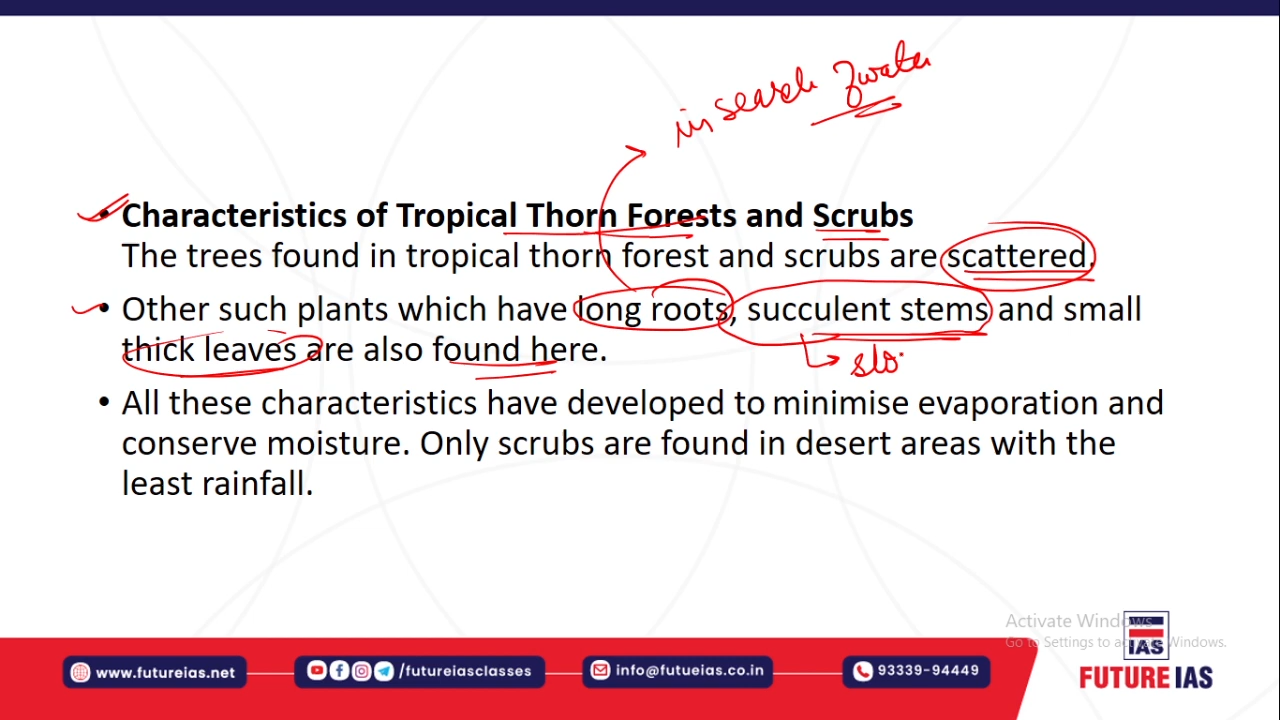 in search of water
• Characteristics of Tropical Thorn Forests and Scrubs
The trees found in tropical thorn forest and scrubs are scattered.
• Other such plants which have long roots, succulent stems and small
thick leaves are also found here.
slo
• All these characteristics have developed to minimise evaporation and
conserve moisture. Only scrubs are found in desert areas with the
least rainfall.
Activate Windows
Go to Settings to activate Windows.
IAS
FUTURE IAS
www.futureias.net
/futureiasclasses
info@futueias.co.in
93339-94449